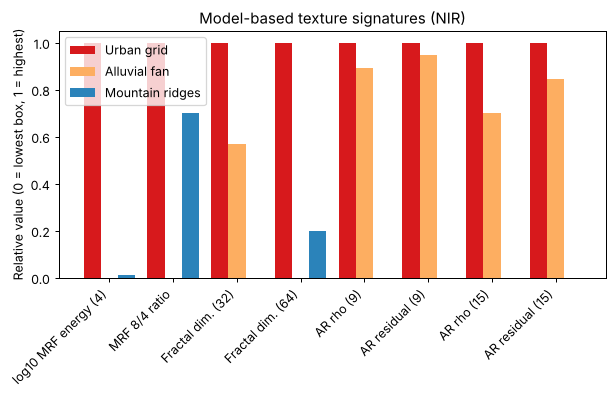 Model-based texture signatures (NIR)
Relative value (0 = lowest box, 1 = highest)
1.0
0.8
0.6
0.4
0.2
0.0
Urban grid
Alluvial fan
Mountain ridges
log10 MRF energy (4)
MRF 8/4 ratio
Fractal dim. (32)
Fractal dim. (64)
AR rho (9)
AR residual (9)
AR rho (15)
AR residual (15)